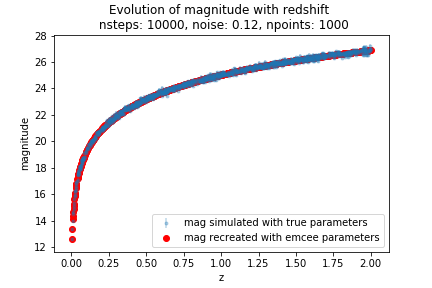 Evolution of magnitude with redshift
nsteps: 10000, noise: 0.12, npoints: 1000
28
26
24
22
20
18
16
14
12
magnitude
mag simulated with true parameters
mag recreated with emcee parameters
0.00 0.25 0.50 0.75 1.00 1.25 1.50 1.75 2.00
z